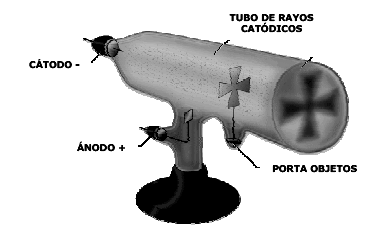 TUBO DE RAYOS
CATÓDICOS
CÁTODO -
ÁNODO +
PORTA OBJETOS